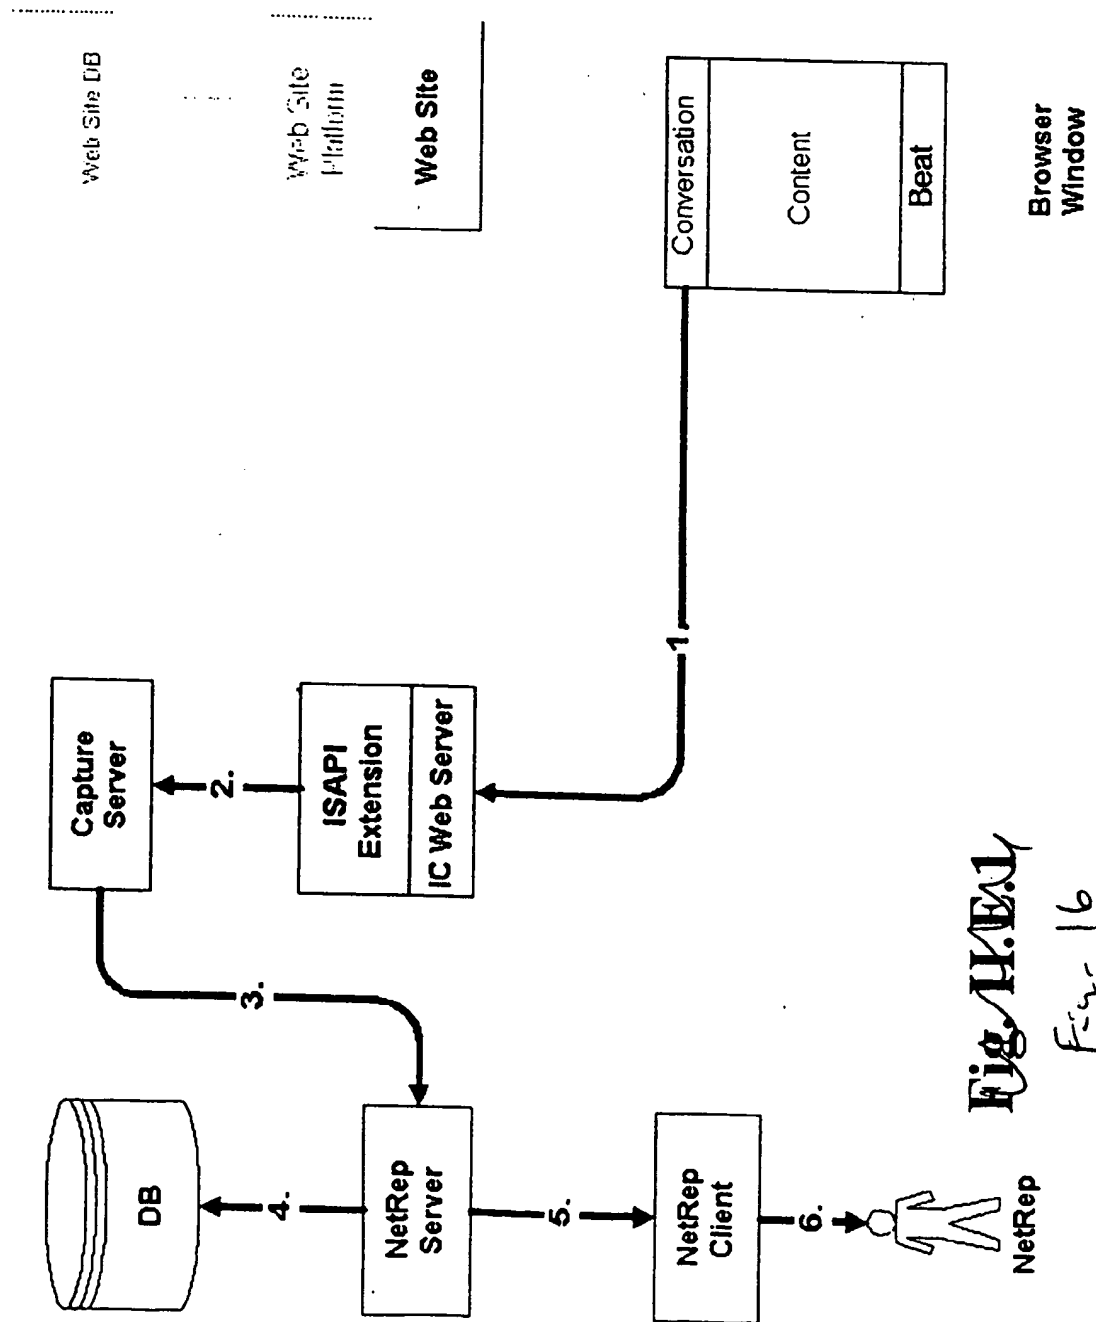 DB
Capture
Server
Web Site DB
4.
3.
2.
NetRep
Server
ISAPI
Extension
IC Web Server
Web Site
Platform
Web Site
5.
NetRep
Client
1.
Conversation
Content
Beat
6.
NetRep
Browser
Window
Fig. II.E.1
Fig. 16